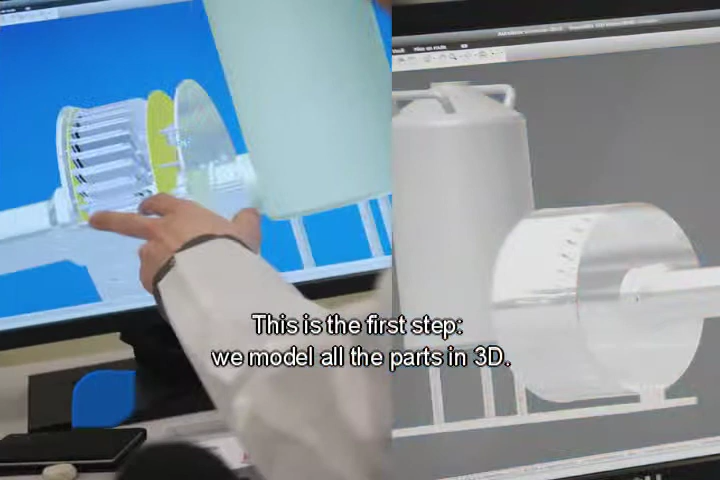 This is the first step:
we model all the parts in 3D.